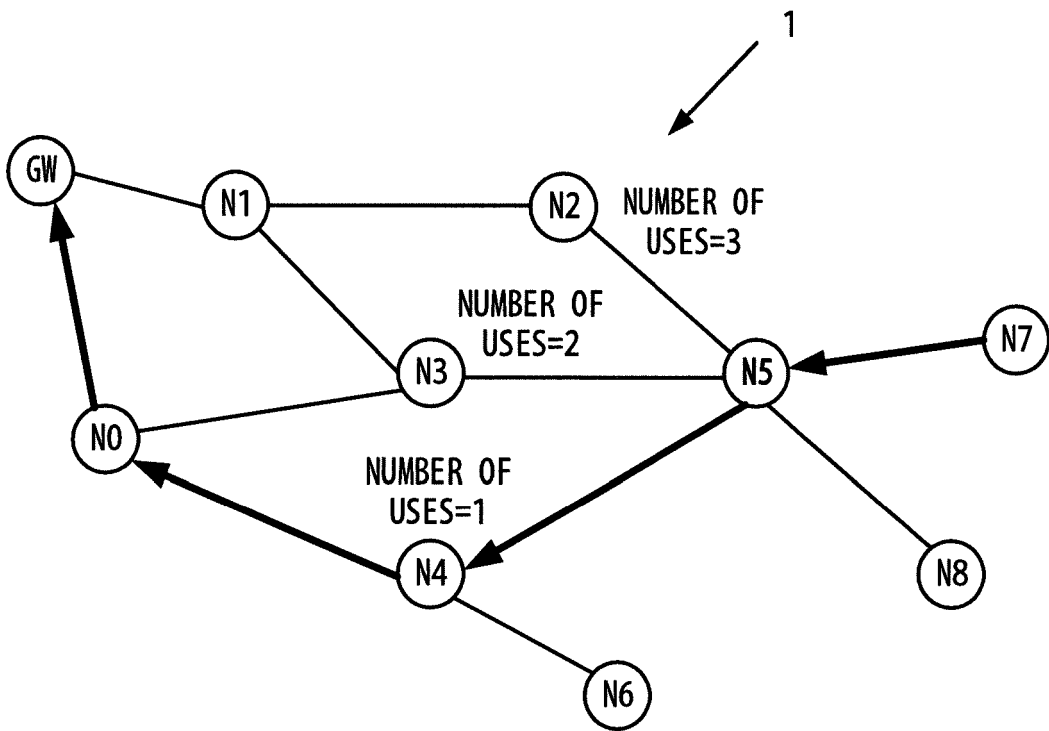 1
GW
N1
N2
NUMBER OF
USES=3
NUMBER OF
USES=2
N7
N3
N5
N0
NUMBER OF
USES=1
N4
N8
N6